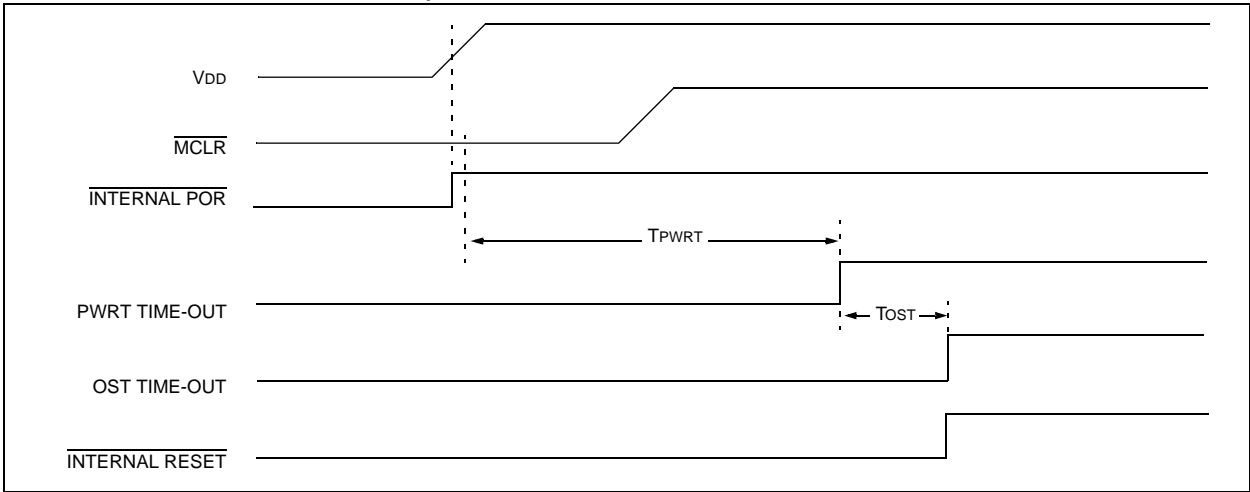 VDD
MCLR
INTERNAL POR
TPWRT
PWRT TIME-OUT
TOST
OST TIME-OUT
INTERNAL RESET